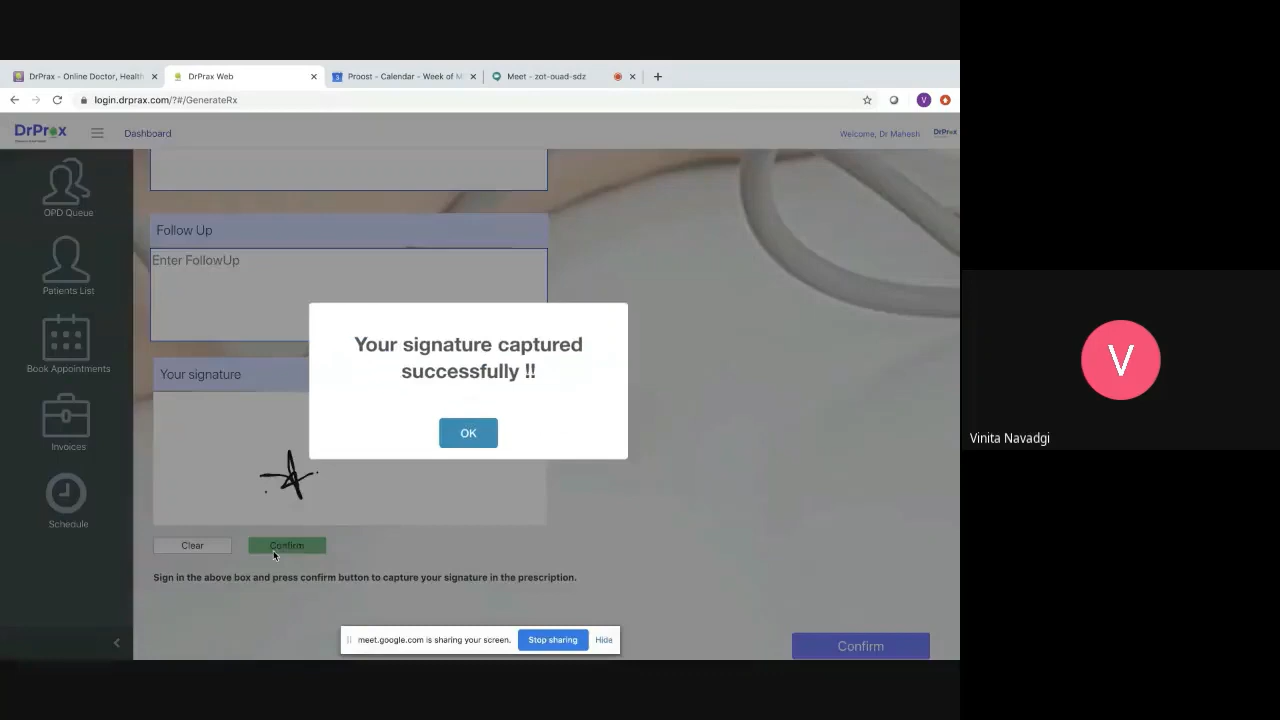 DrPrax - Online Doctor, Health
DrPrax Web
Proost - Calendar - Week of M
Meet - zot-ouad-sdz
login.drprax.com/?#/GenerateRx
V
DrPrax
Dashboard
Welcome, Dr Mahesh
DrPrax
OPD Queue
Patients List
Book Appointments
Invoices
Schedule
Follow Up
Enter FollowUp
Your signature
Your signature captured
successfully !!
OK
Clear
Confirm
Sign in the above box and press confirm button to capture your signature in the prescription.
meet.google.com is sharing your screen.
Stop sharing
Hide
Confirm
V
Vinita Navadgi